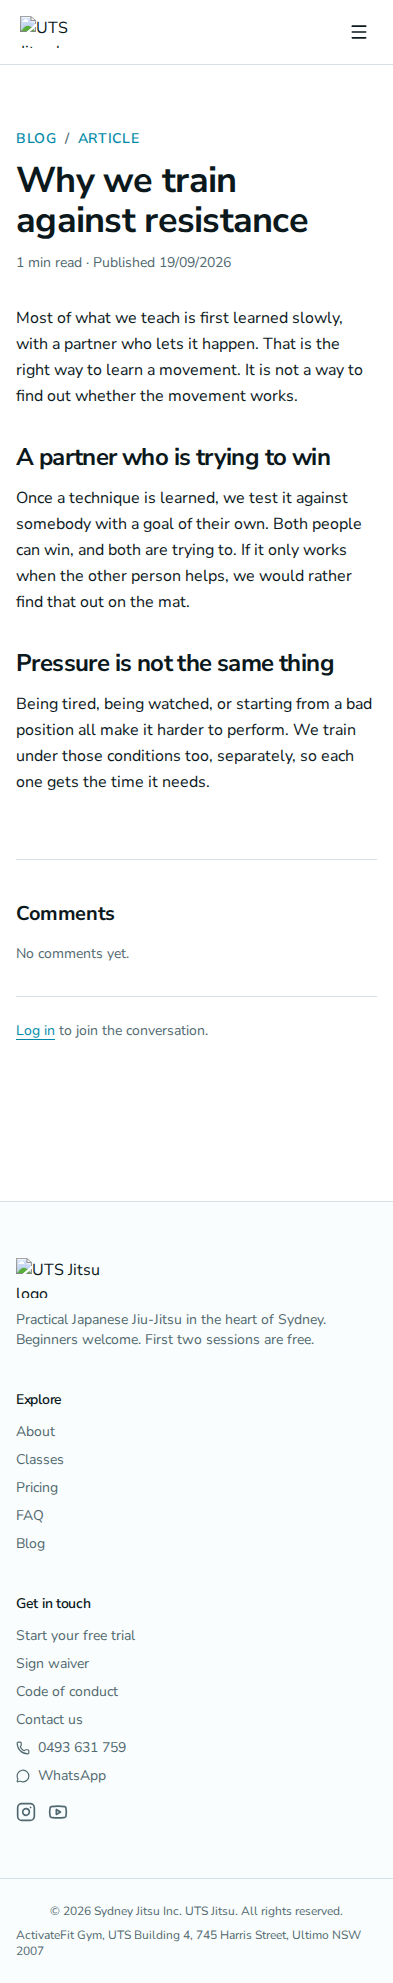 UTS
BLOG / ARTICLE
Why we train
against resistance
1 min read · Published 19/09/2026
Most of what we teach is first learned slowly,
with a partner who lets it happen. That is the
right way to learn a movement. It is not a way to
find out whether the movement works.
A partner who is trying to win
Once a technique is learned, we test it against
somebody with a goal of their own. Both people
can win, and both are trying to. If it only works
when the other person helps, we would rather
find that out on the mat.
Pressure is not the same thing
Being tired, being watched, or starting from a bad
position all make it harder to perform. We train
under those conditions too, separately, so each
one gets the time it needs.
Comments
No comments yet.
Log in to join the conversation.
UTS Jitsu
logo
Practical Japanese Jiu-Jitsu in the heart of Sydney.
Beginners welcome. First two sessions are free.
Explore
About
Classes
Pricing
FAQ
Blog
Get in touch
Start your free trial
Sign waiver
Code of conduct
Contact us
0493 631 759
WhatsApp
© 2026 Sydney Jitsu Inc. UTS Jitsu. All rights reserved.
ActivateFit Gym, UTS Building 4, 745 Harris Street, Ultimo NSW
2007